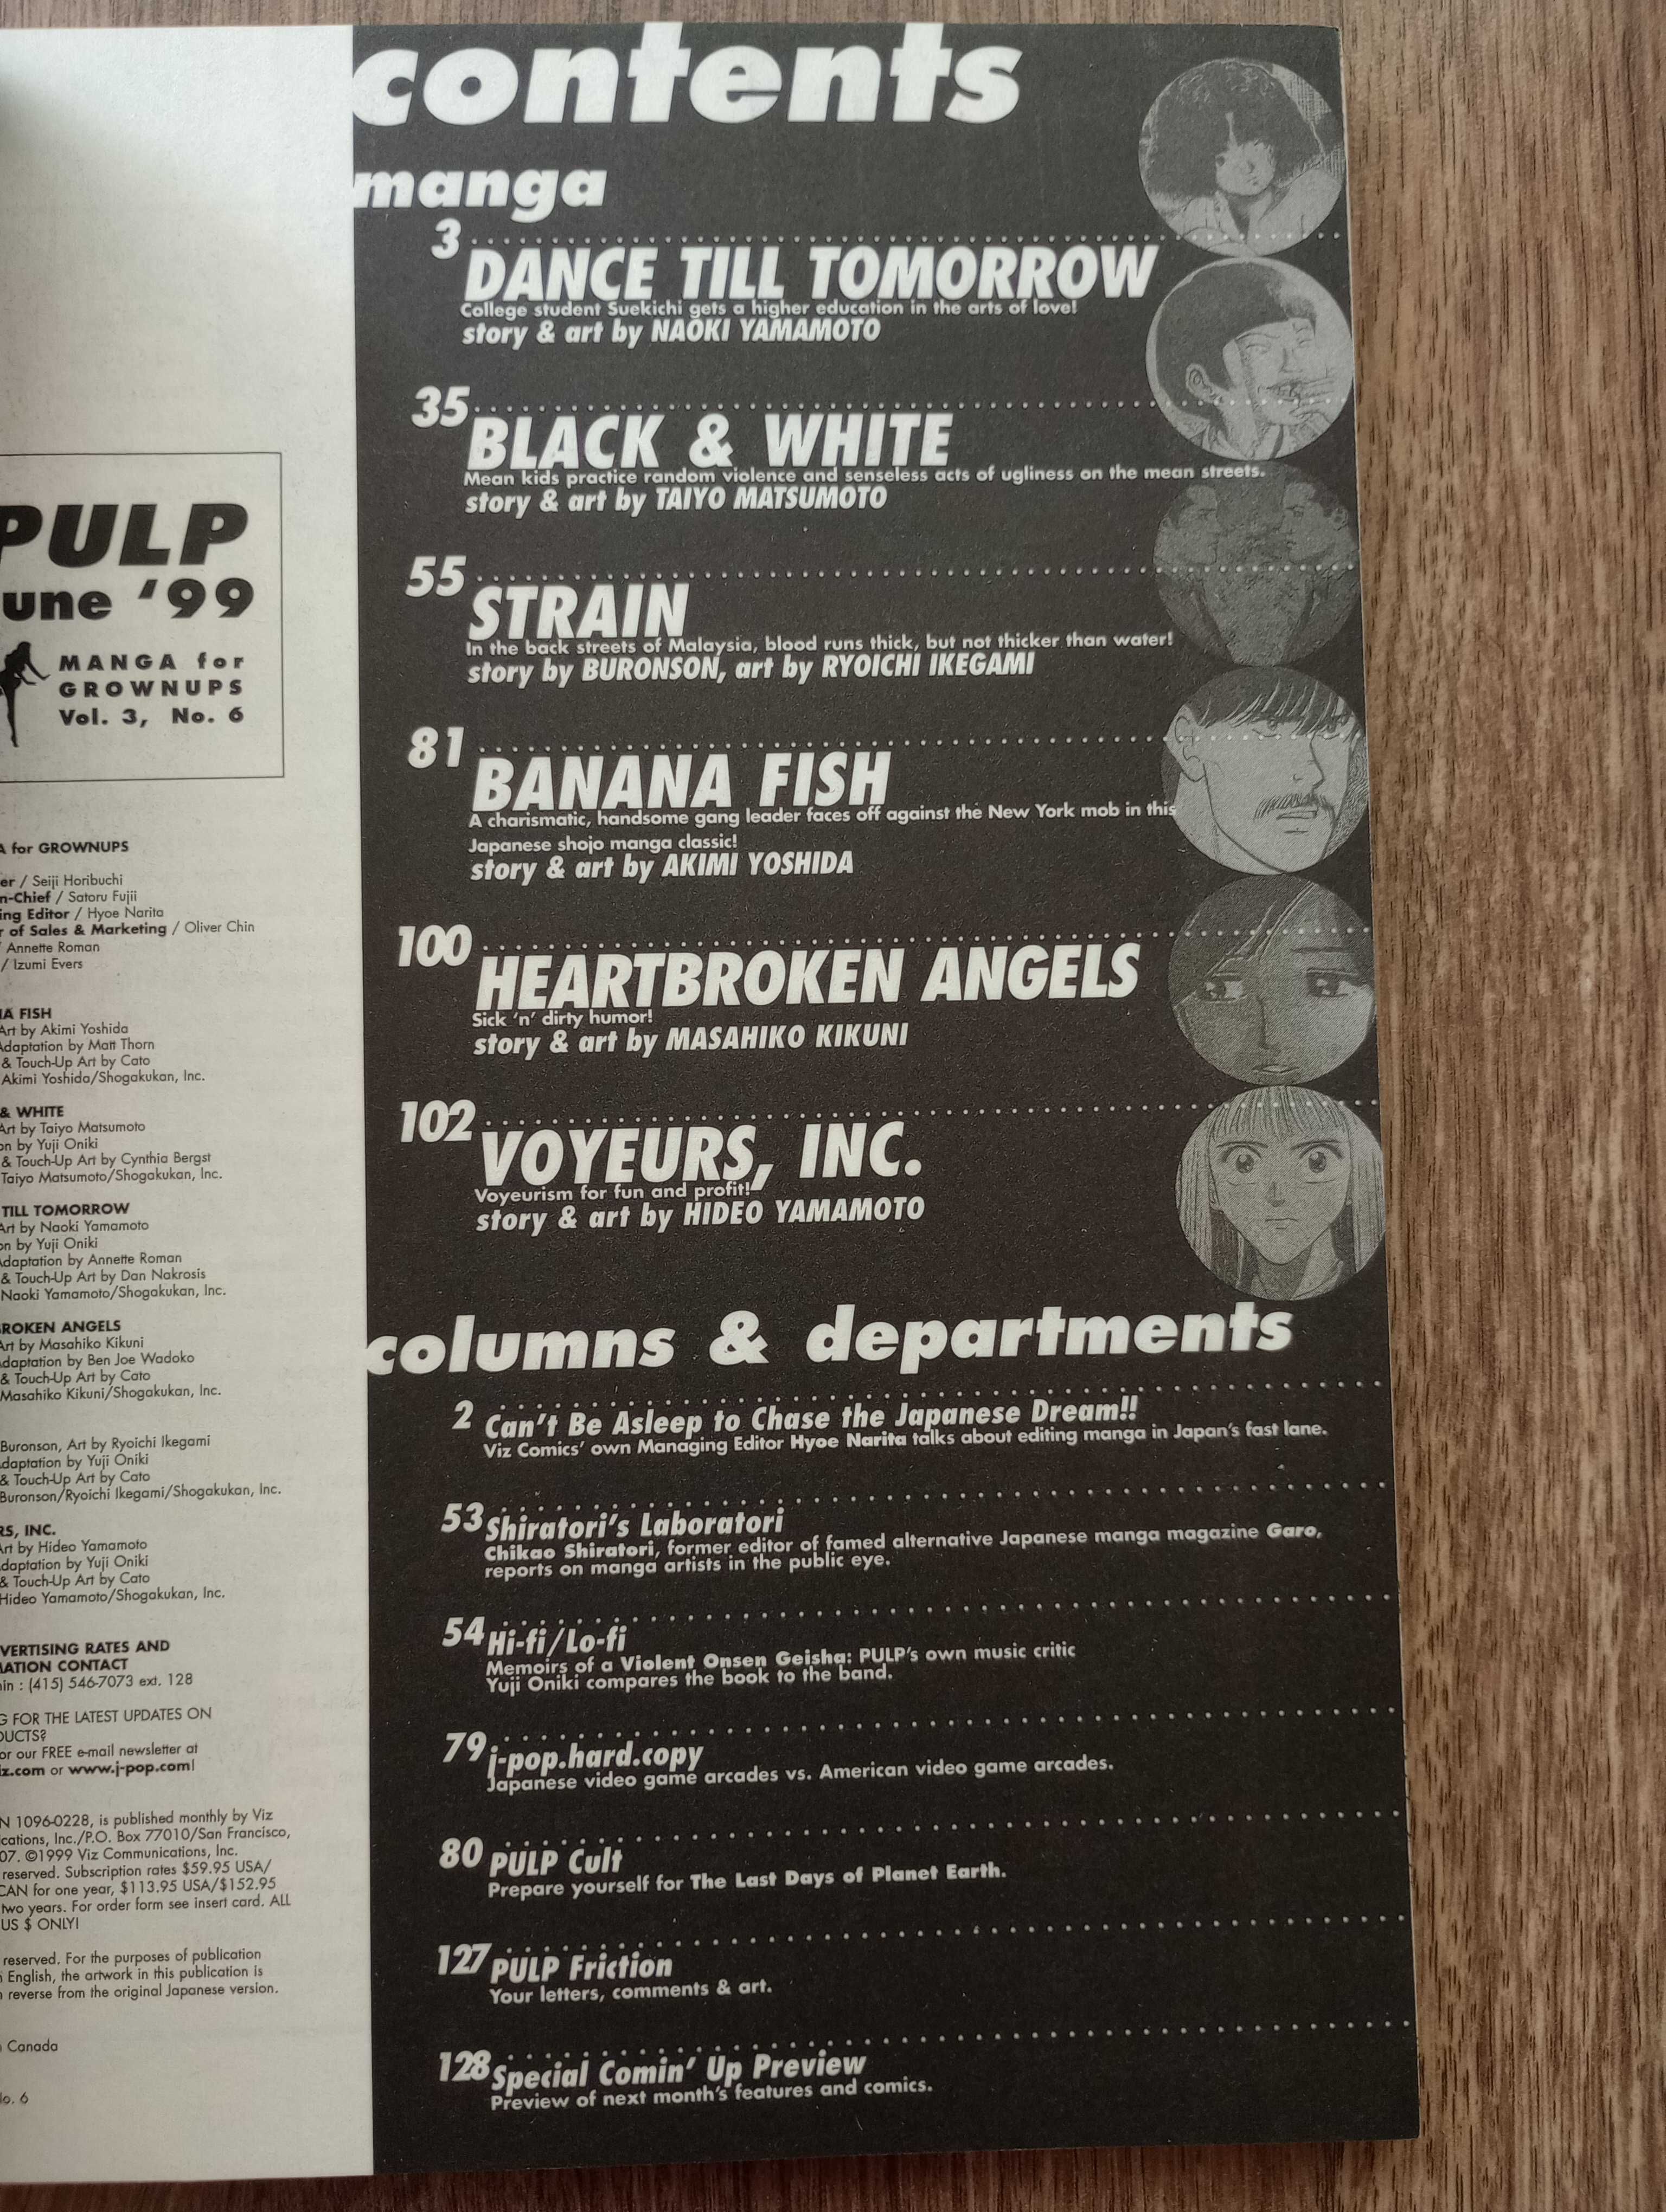 PULP
une '99
MANGA for
GROWNUPS
Vol. 3, No. 6
A for GROWNUPS
er / Seiji Horibuchi
n-Chief / Satoru Fujii
ing Editor / Hyoe Narita
r of Sales & Marketing / Oliver Chin
/ Annette Roman
/ Izumi Evers
A FISH
Art by Akimi Yoshida
Adaptation by Matt Thorn
& Touch-Up Art by Cato
Akimi Yoshida/Shogakukan, Inc.
& WHITE
Art by Taiyo Matsumoto
on by Yuji Oniki
& Touch-Up Art by Cynthia Bergst
Taiyo Matsumoto/Shogakukan, Inc.
TILL TOMORROW
Art by Naoki Yamamoto
on by Yuji Oniki
Adaptation by Annette Roman
& Touch-Up Art by Dan Nakrosis
Naoki Yamamoto/Shogakukan, Inc.
ROKEN ANGELS
Art by Masahiko Kikuni
daptation by Ben Joe Wadoko
& Touch-Up Art by Cato
Masahiko Kikuni/Shogakukan, Inc.
Buronson, Art by Ryoichi Ikegami
daptation by Yuji Oniki
& Touch-Up Art by Cato
Buronson/Ryoichi Ikegami/Shogakukan, Inc.
RS, INC.
Art by Hideo Yamamoto
daptation by Yuji Oniki
& Touch-Up Art by Cato
Hideo Yamamoto/Shogakukan, Inc.
VERTISING RATES AND
MATION CONTACT
in : (415) 546-7073 ext. 128
G FOR THE LATEST UPDATES ON
DUCTS?
or our FREE e-mail newsletter at
iz.com or www.j-pop.com!
N 1096-0228, is published monthly by Viz
cations, Inc./P.O. Box 77010/San Francisco,
07. ©1999 Viz Communications, Inc.
reserved. Subscription rates $59.95 USA/
CAN for one year, $113.95 USA/$152.95
two years. For order form see insert card. ALL
US $ ONLY!
reserved. For the purposes of publication
English, the artwork in this publication is
reverse from the original Japanese version.
Canada
No. 6
contents
manga
3
DANCE TILL TOMORROW
College student Suekichi gets a higher education in the arts of love!
story & art by NAOKI YAMAMOTO
35
BLACK & WHITE
Mean kids practice random violence and senseless acts of ugliness on the mean streets.
story & art by TAIYO MATSUMOTO
55
STRAIN
In the back streets of Malaysia, blood runs thick, but not thicker than water!
story by BURONSON, art by RYOICHI IKEGAMI
81
BANANA FISH
A charismatic, handsome gang leader faces off against the New York mob in this
Japanese shojo manga classic!
story & art by AKIMI YOSHIDA
100
HEARTBROKEN ANGELS
Sick 'n' dirty humor!
story & art by MASAHIKO KIKUNI
102
VOYEURS, INC.
Voyeurism for fun and profit!
story & art by HIDEO YAMAMOTO
columns & departments
2 Can't Be Asleep to Chase the Japanese Dream!!
Viz Comics' own Managing Editor Hyoe Narita talks about editing manga in Japan's fast lane.
53 Shiratori's Laboratori
Chikao Shiratori, former editor of famed alternative Japanese manga magazine Garo,
reports on manga artists in the public eye.
54 Hi-fi/Lo-fi
Memoirs of a Violent Onsen Geisha: PULP's own music critic
Yuji Oniki compares the book to the band.
79 j-pop.hard.copy
Japanese video game arcades vs. American video game arcades.
80 PULP Cult
Prepare yourself for The Last Days of Planet Earth.
127 PULP Friction
Your letters, comments & art.
128 Special Comin' Up Preview
Preview of next month's features and comics.